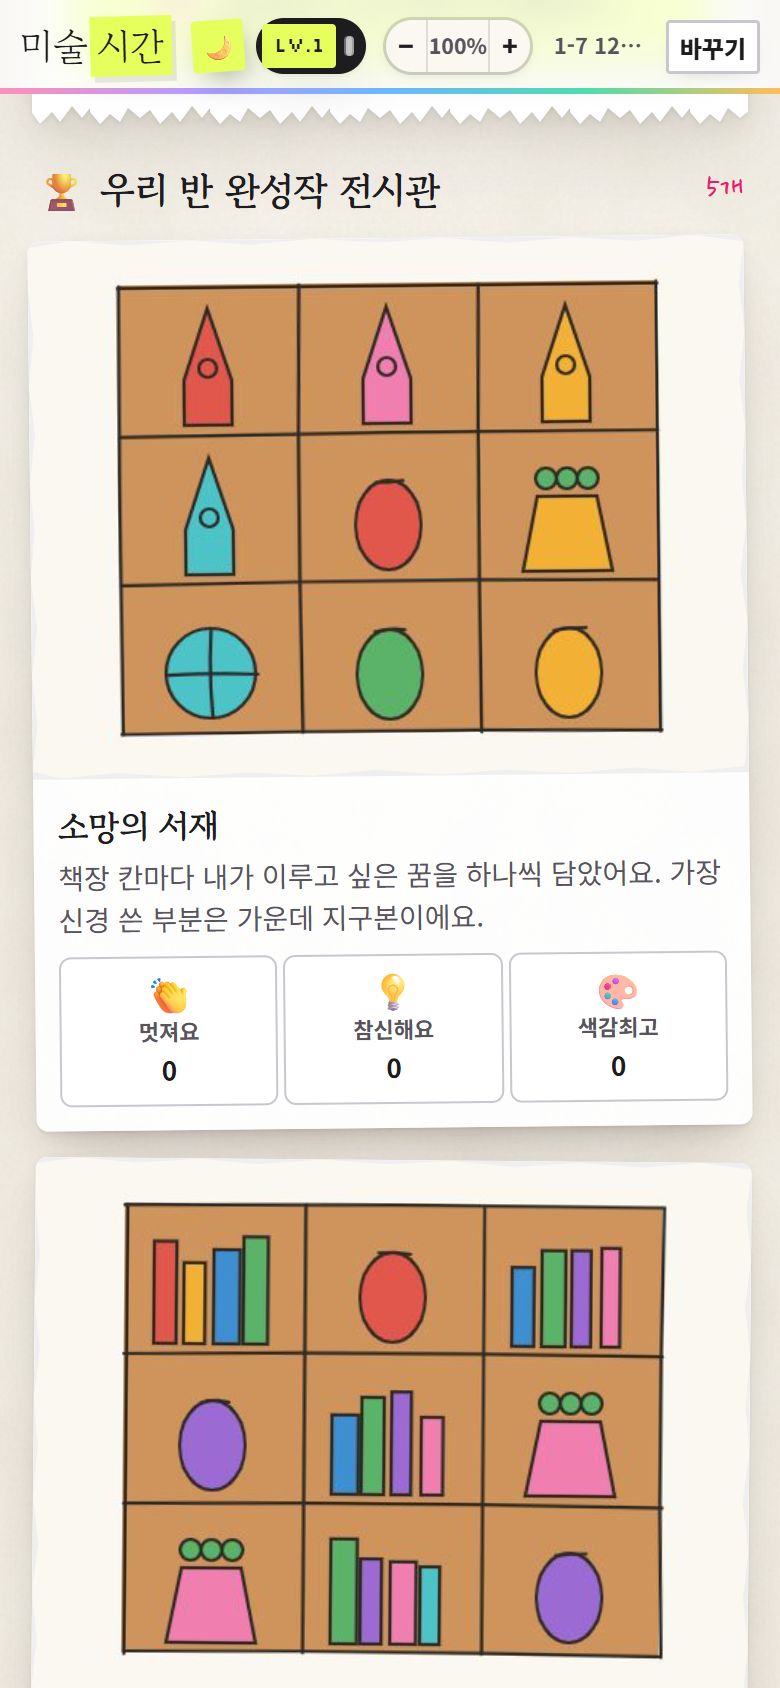 미술 시간 LV.1 − 100% + 1-7 12… 바꾸기
우리 반 완성작 전시관 5개
소망의 서재
책장 칸마다 내가 이루고 싶은 꿈을 하나씩 담았어요. 가장
신경 쓴 부분은 가운데 지구본이에요.
멋져요 참신해요 색감최고
0 0 0